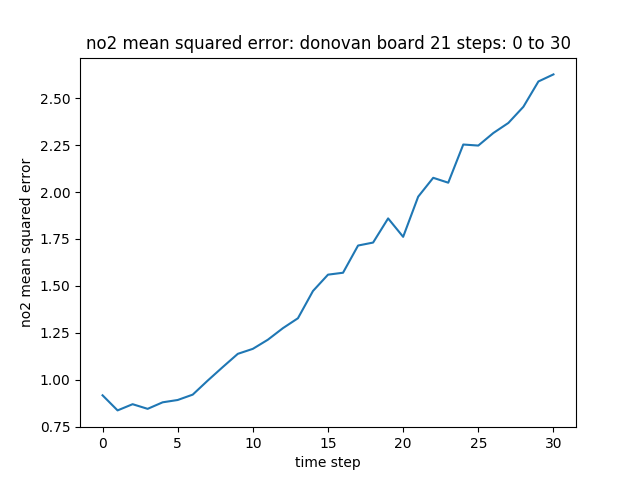 no2 mean squared error: donovan board 21 steps: 0 to 30
no2 mean squared error
2.50
2.25
2.00
1.75
1.50
1.25
1.00
0.75
0 5 10 15 20 25 30
time step